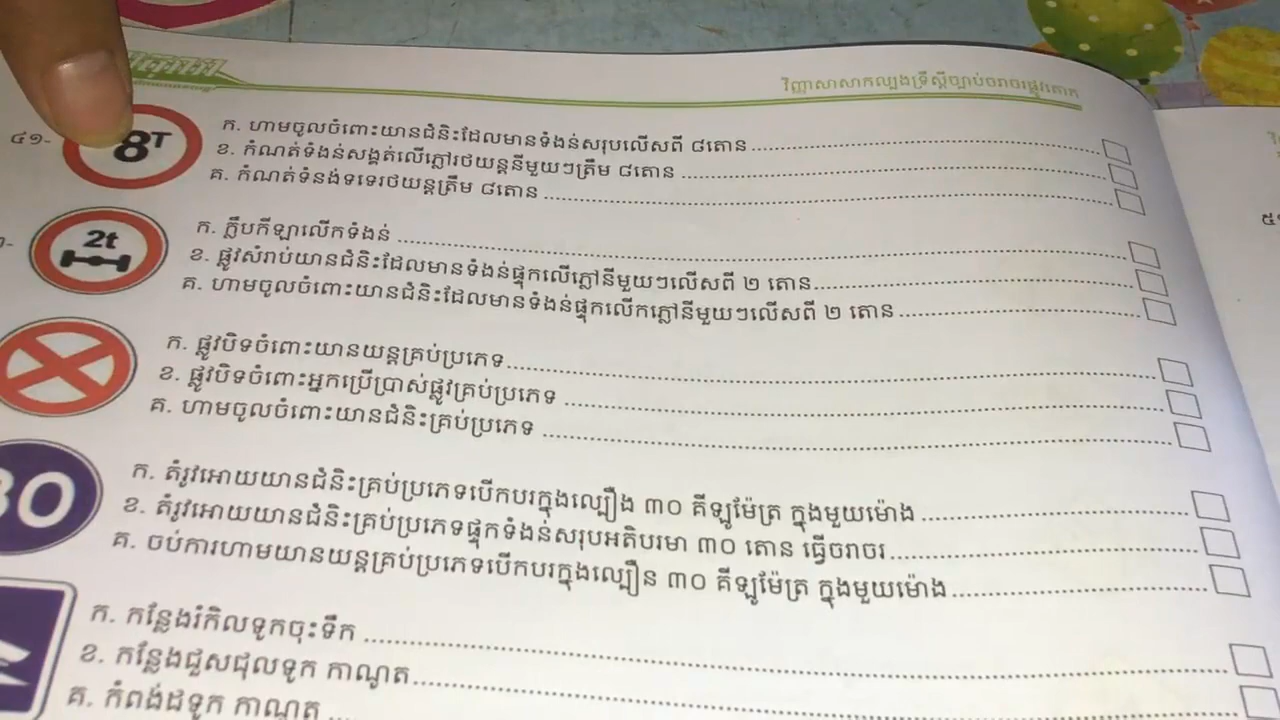 វិញ្ញាសាសាកល្បងទ្រឹស្តីច្បាប់ចរាចរផ្លូវគោក
៤១-
8T
ក. ហាមចូលចំពោះយានជំនិះដែលមានទំងន់សរុបលើសពី ៨តោន
ខ. កំណត់ទំងន់សង្កត់លើភ្លៅរថយន្តនីមួយៗត្រឹម ៨តោន
គ. កំណត់ទំនង់ទទេរថយន្តត្រឹម ៨តោន
2t
ក. ក្លឹបកីឡាលើកទំងន់
ខ. ផ្លូវសំរាប់យានជំនិះដែលមានទំងន់ផ្ទុកលើភ្លៅនីមួយៗលើសពី ២ តោន
គ. ហាមចូលចំពោះយានជំនិះដែលមានទំងន់ផ្ទុកលើកភ្លៅនីមួយៗលើសពី ២ តោន
ក. ផ្លូវបិទចំពោះយានយន្តគ្រប់ប្រភេទ
ខ. ផ្លូវបិទចំពោះអ្នកប្រើប្រាស់ផ្លូវគ្រប់ប្រភេទ
គ. ហាមចូលចំពោះយានជំនិះគ្រប់ប្រភេទ
30
ក. តំរូវអោយយានជំនិះគ្រប់ប្រភេទបើកបរក្នុងល្បឿង ៣០ គីឡូម៉ែត្រ ក្នុងមួយម៉ោង
ខ. តំរូវអោយយានជំនិះគ្រប់ប្រភេទផ្ទុកទំងន់សរុបអតិបរមា ៣០ តោន ធ្វើចរាចរ
គ. ចប់ការហាមយានយន្តគ្រប់ប្រភេទបើកបរក្នុងល្បឿន ៣០ គីឡូម៉ែត្រ ក្នុងមួយម៉ោង
ក. កន្លែងរំកិលទូកចុះទឹក
ខ. កន្លែងជួសជុលទូក កាណូត
គ. កំពង់ដទូក កាណូត